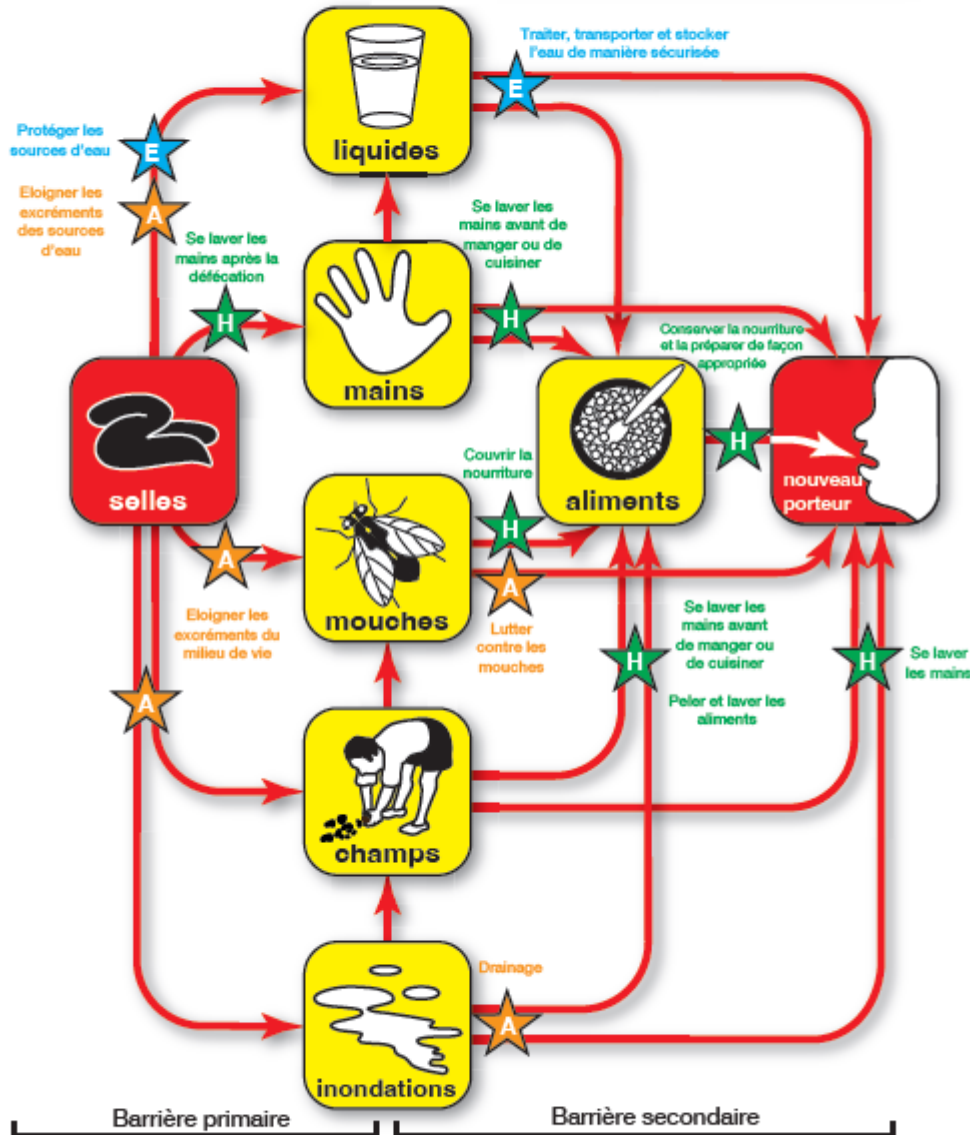 Traiter, transporter et stocker
l'eau de manière sécurisée
E
liquides
Protéger les
sources d'eau
E
Eloigner les
excréments
des sources
d'eau
A
Se laver les
mains après la
défécation
H
Se laver les
mains avant de
manger ou de
cuisiner
H
mains
Conserver la nourriture
et la préparer de façon
appropriée
H
selles
aliments
nouveau
porteur
Couvrir la
nourriture
H
A
Eloigner les
excréments du
milieu de vie
mouches
A
Lutter
contre les
mouches
Se laver les
mains avant
de manger ou
de cuisiner
H
Peler et laver les
aliments
H
Se laver
les mains
A
champs
Drainage
A
inondations
Barrière primaire
Barrière secondaire